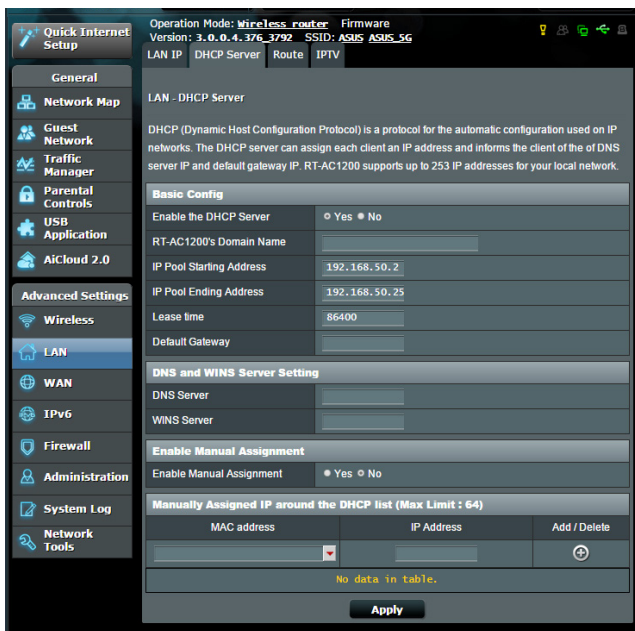 Quick Internet
Setup
General
Network Map
Guest
Network
Traffic
Manager
Parental
Controls
USB
Application
AiCloud 2.0
Advanced Settings
Wireless
LAN
WAN
IPv6
Firewall
Administration
System Log
Network
Tools
Operation Mode: Wireless router Firmware
Version: 3.0.0.4.376_3792 SSID: ASUS ASUS_5G
LAN IP DHCP Server Route IPTV
LAN - DHCP Server
DHCP (Dynamic Host Configuration Protocol) is a protocol for the automatic configuration used on IP
networks. The DHCP server can assign each client an IP address and informs the client of the of DNS
server IP and default gateway IP. RT-AC1200 supports up to 253 IP addresses for your local network.
Basic Config
Enable the DHCP Server Yes No
RT-AC1200's Domain Name
IP Pool Starting Address 192.168.50.2
IP Pool Ending Address 192.168.50.25
Lease time 86400
Default Gateway
DNS and WINS Server Setting
DNS Server
WINS Server
Enable Manual Assignment
Enable Manual Assignment Yes No
Manually Assigned IP around the DHCP list (Max Limit : 64)
MAC address IP Address Add / Delete
No data in table.
Apply